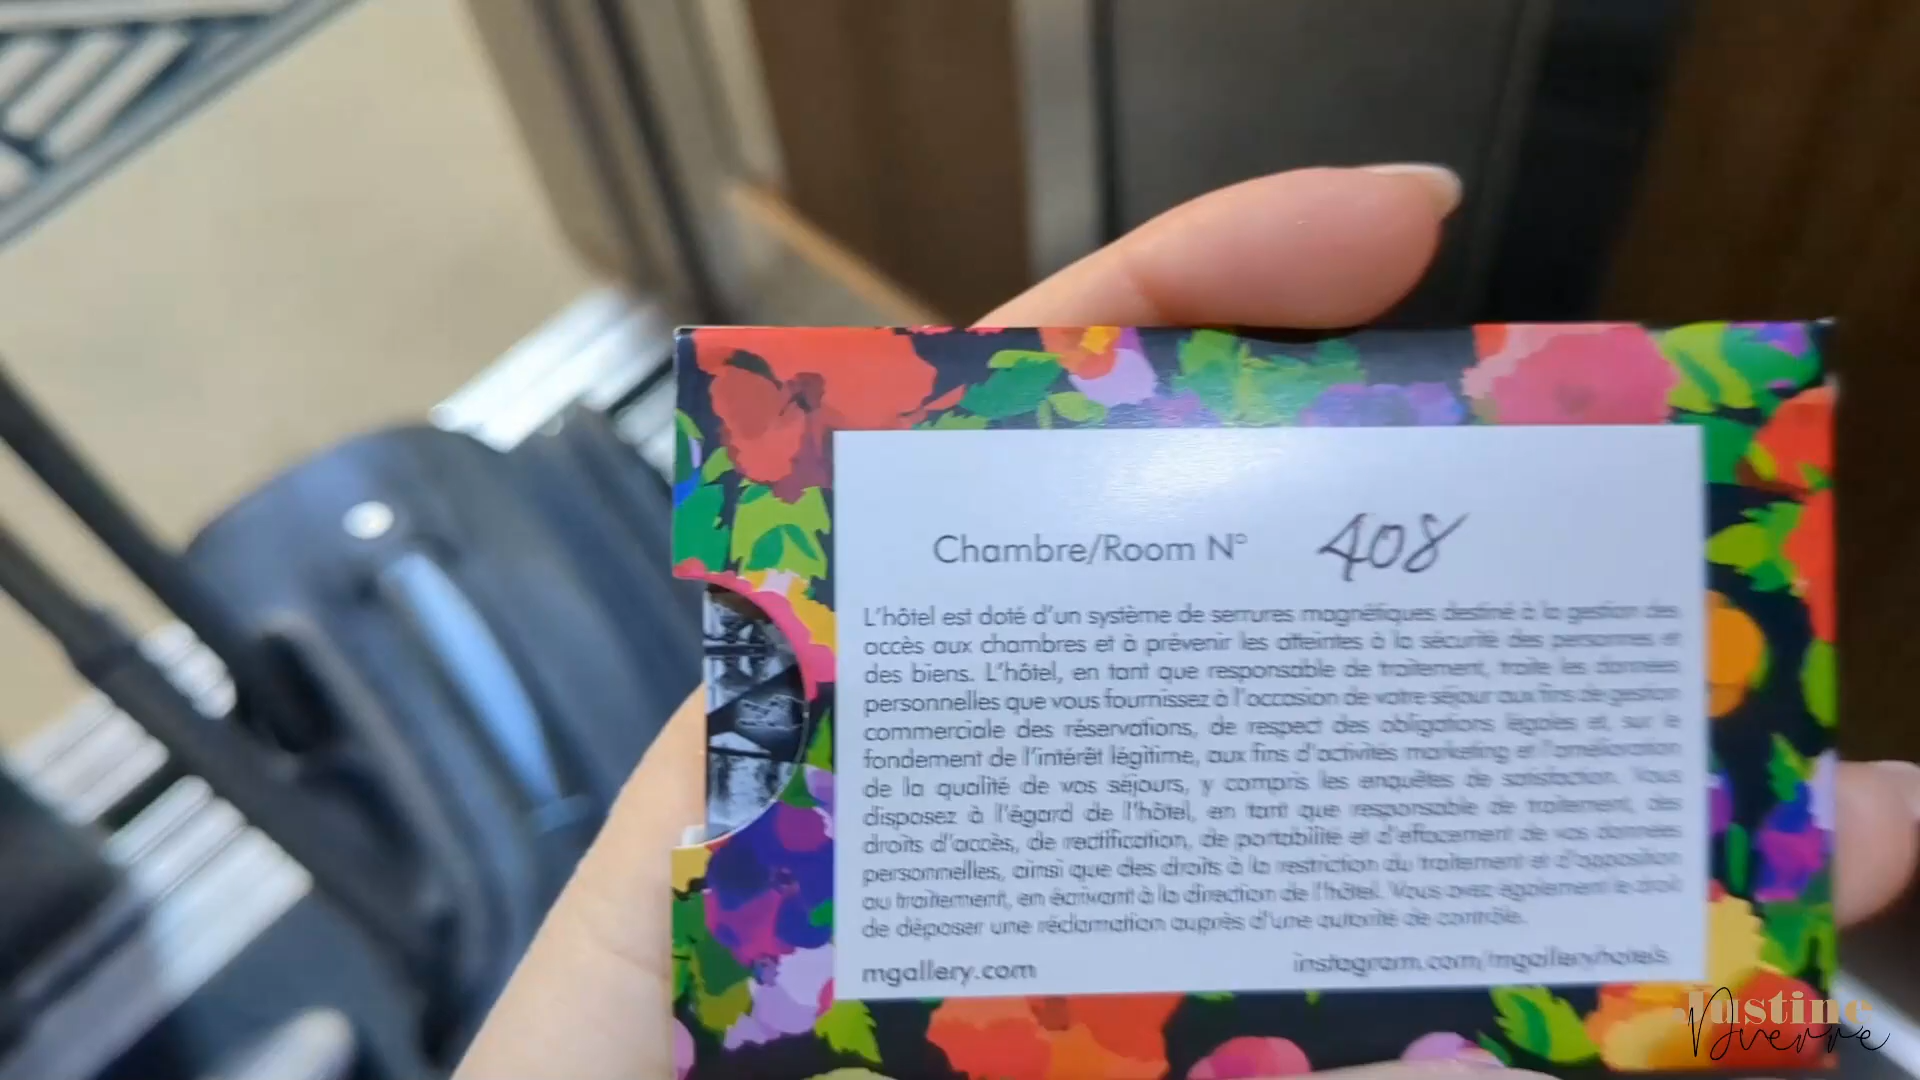 Chambre/Room N° 408
L'hôtel est doté d'un système de serrures magnétiques destiné à la gestion des
accès aux chambres et à prévenir les atteintes à la sécurité des personnes et
des biens. L'hôtel, en tant que responsable de traitement, traite les données
personnelles que vous fournissez à l'occasion de votre séjour aux fins de gestion
commerciale des réservations, de respect des obligations légales et, sur le
fondement de l'intérêt légitime, aux fins d'activités marketing et l'amélioration
de la qualité de vos séjours, y compris les enquêtes de satisfaction. Vous
disposez à l'égard de l'hôtel, en tant que responsable de traitement, des
droits d'accès, de rectification, de portabilité et d'effacement de vos données
personnelles, ainsi que des droits à la restriction du traitement et d'opposition
au traitement, en écrivant à la direction de l'hôtel. Vous avez également le droit
de déposer une réclamation auprès d'une autorité de contrôle.
mgallery.com instagram.com/mgalleryhotels
Justine
Duerre